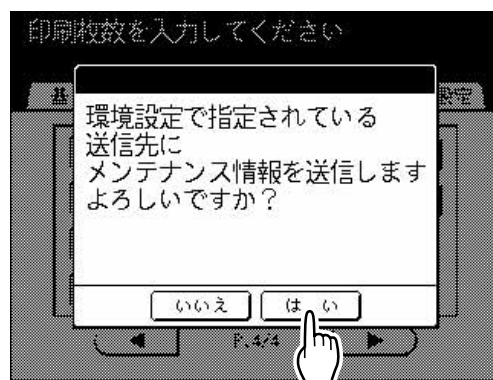 印刷枚数を入力してください
基
設定
環境設定で指定されている
送信先に
メンテナンス情報を送信します
よろしいですか？
いいえ
はい
P.4/4